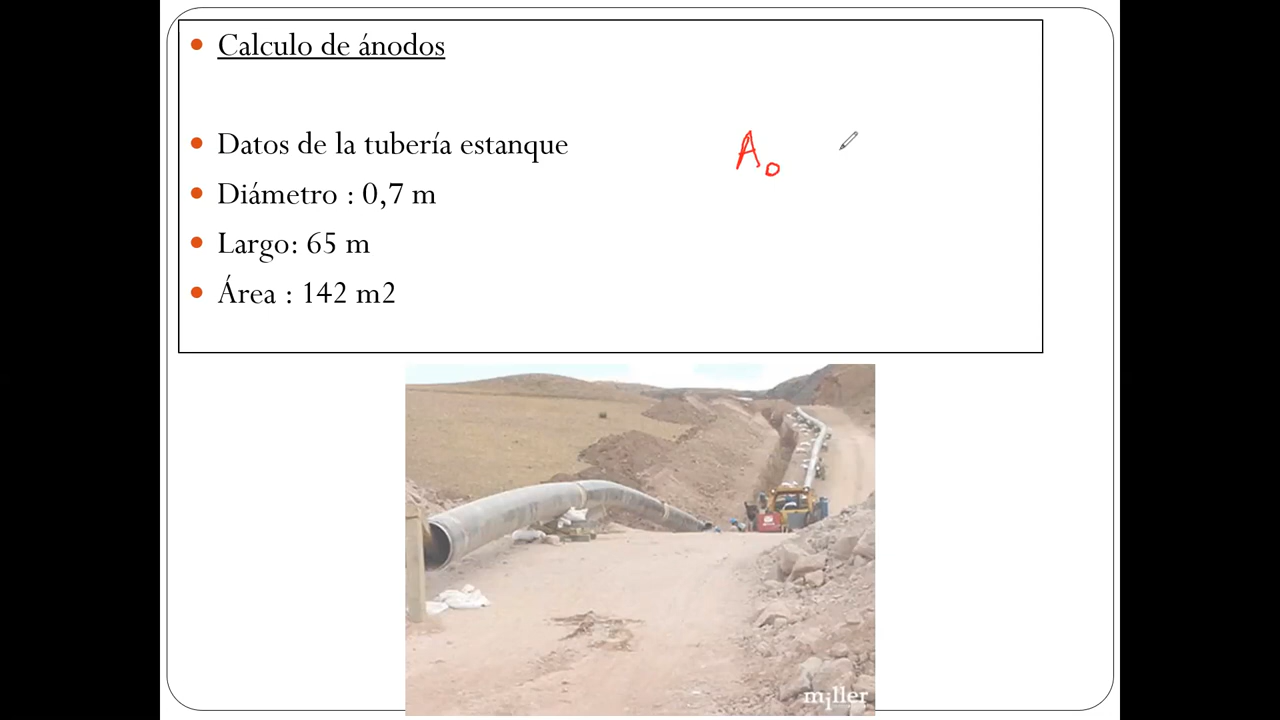 Calculo de ánodos
Datos de la tubería estanque
Diámetro : 0,7 m
Largo: 65 m
Área : 142 m2
A0
miller